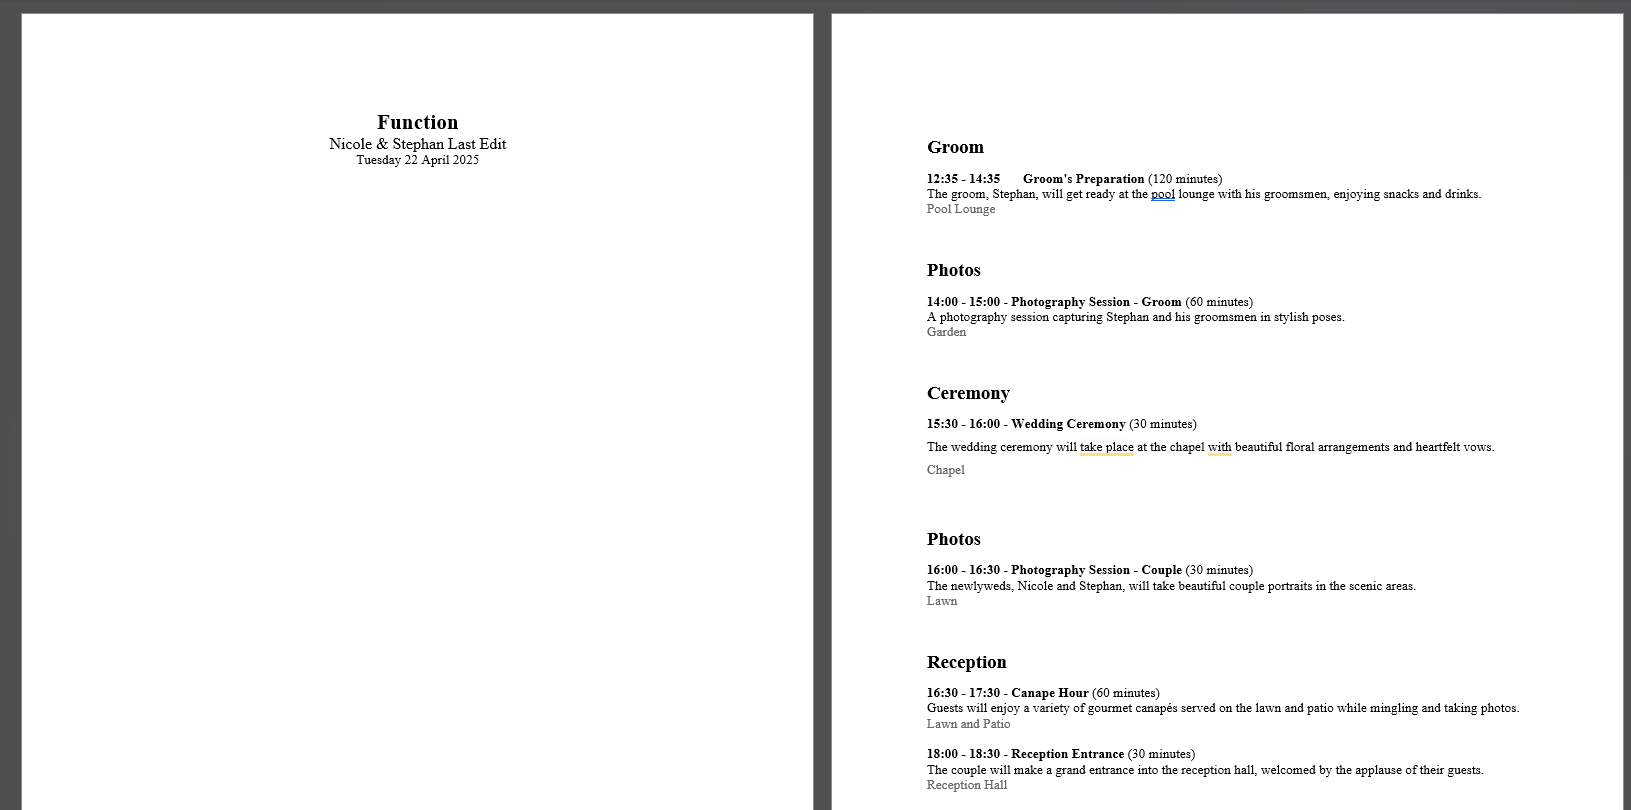 Function
Nicole & Stephan Last Edit
Tuesday 22 April 2025
Groom
12:35 - 14:35 Groom's Preparation (120 minutes)
The groom, Stephan, will get ready at the pool lounge with his groomsmen, enjoying snacks and drinks.
Pool Lounge
Photos
14:00 - 15:00 - Photography Session - Groom (60 minutes)
A photography session capturing Stephan and his groomsmen in stylish poses.
Garden
Ceremony
15:30 - 16:00 - Wedding Ceremony (30 minutes)
The wedding ceremony will take place at the chapel with beautiful floral arrangements and heartfelt vows.
Chapel
Photos
16:00 - 16:30 - Photography Session - Couple (30 minutes)
The newlyweds, Nicole and Stephan, will take beautiful couple portraits in the scenic areas.
Lawn
Reception
16:30 - 17:30 - Canape Hour (60 minutes)
Guests will enjoy a variety of gourmet canapés served on the lawn and patio while mingling and taking photos.
Lawn and Patio
18:00 - 18:30 - Reception Entrance (30 minutes)
The couple will make a grand entrance into the reception hall, welcomed by the applause of their guests.
Reception Hall